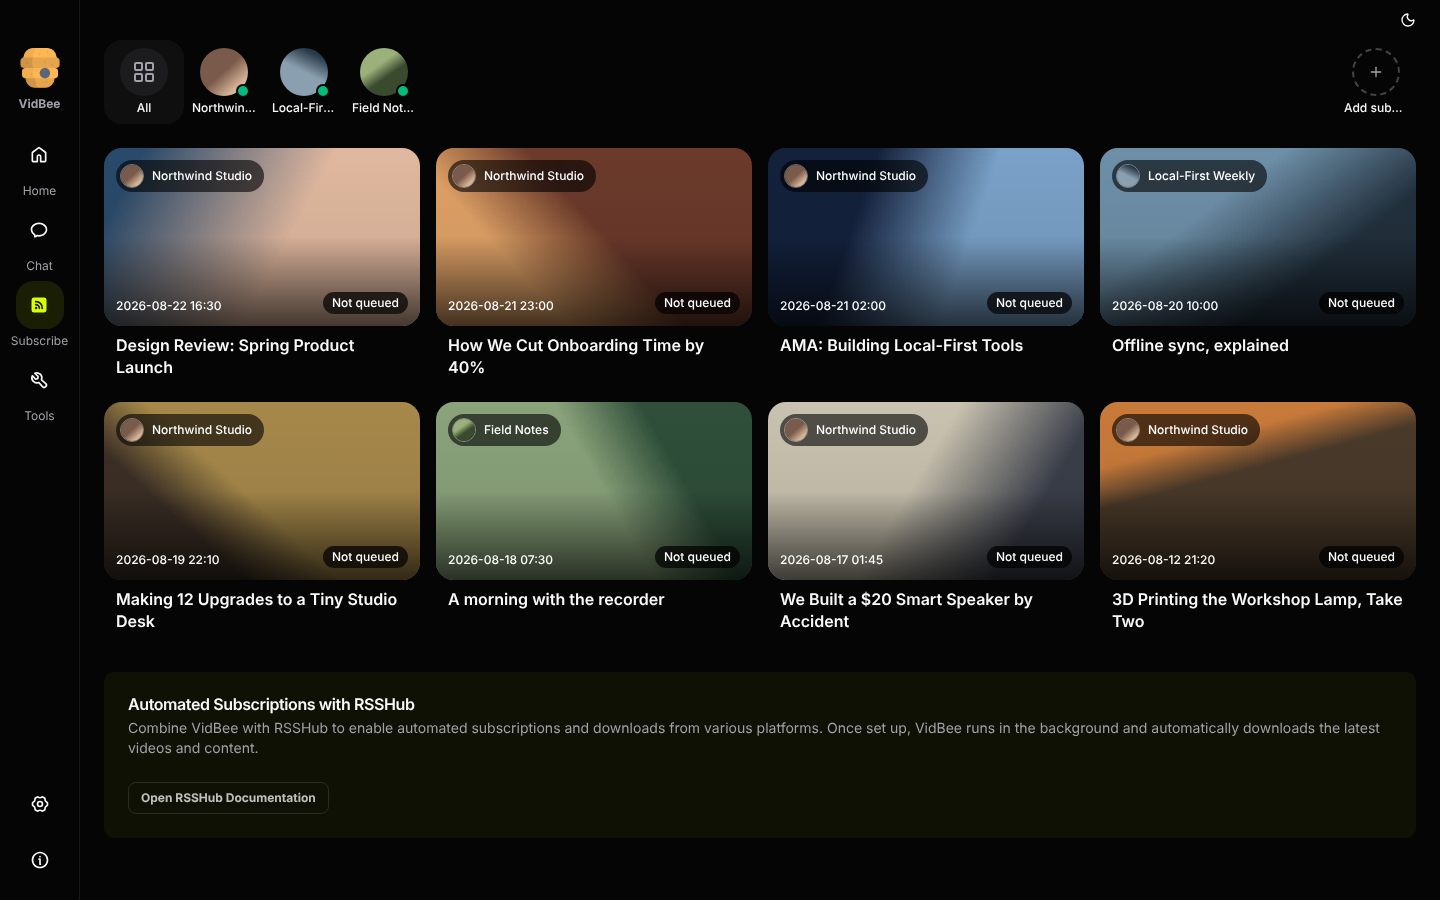 VidBee
Home
Chat
Subscribe
Tools
All
Northwin...
Local-Fir...
Field Not...
Add sub...
Northwind Studio
2026-08-22 16:30
Not queued
Design Review: Spring Product
Launch
Northwind Studio
2026-08-21 23:00
Not queued
How We Cut Onboarding Time by
40%
Northwind Studio
2026-08-21 02:00
Not queued
AMA: Building Local-First Tools
Local-First Weekly
2026-08-20 10:00
Not queued
Offline sync, explained
Northwind Studio
2026-08-19 22:10
Not queued
Making 12 Upgrades to a Tiny Studio
Desk
Field Notes
2026-08-18 07:30
Not queued
A morning with the recorder
Northwind Studio
2026-08-17 01:45
Not queued
We Built a $20 Smart Speaker by
Accident
Northwind Studio
2026-08-12 21:20
Not queued
3D Printing the Workshop Lamp, Take
Two
Automated Subscriptions with RSSHub
Combine VidBee with RSSHub to enable automated subscriptions and downloads from various platforms. Once set up, VidBee runs in the background and automatically downloads the latest
videos and content.
Open RSSHub Documentation